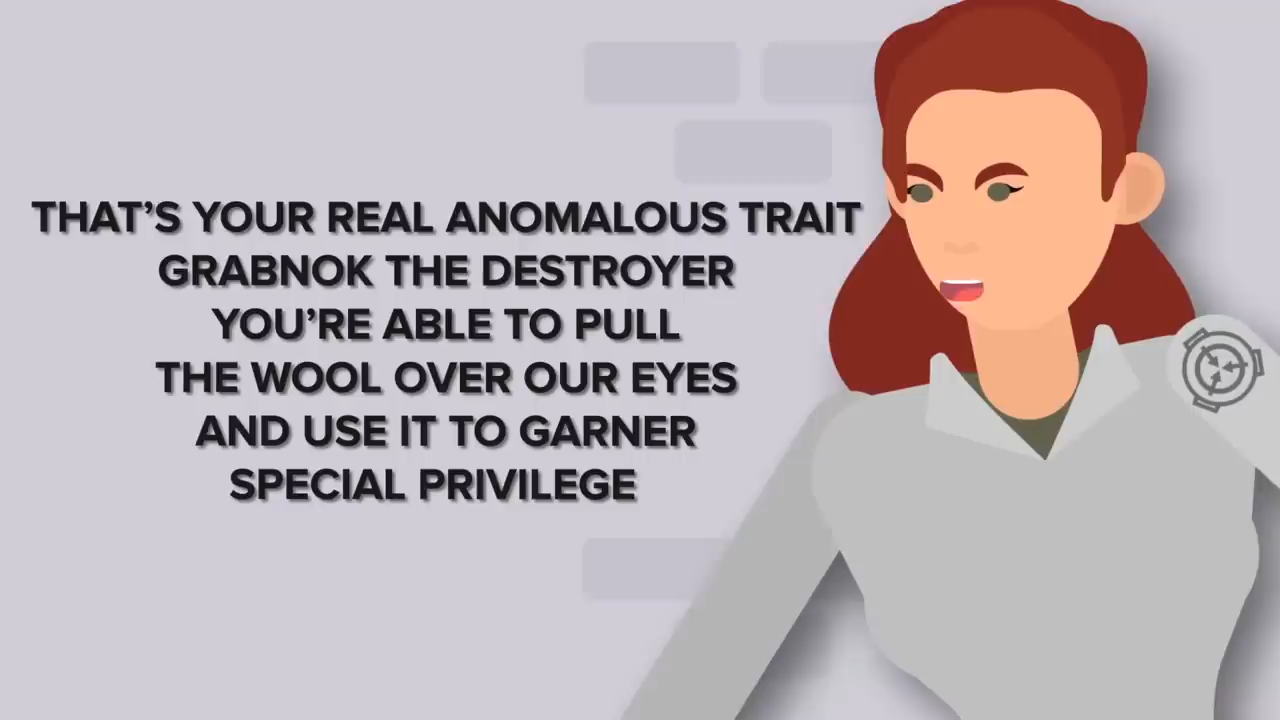 THAT’S YOUR REAL ANOMALOUS TRAIT
GRABNOK THE DESTROYER
YOU’RE ABLE TO PULL
THE WOOL OVER OUR EYES
AND USE IT TO GARNER
SPECIAL PRIVILEGE